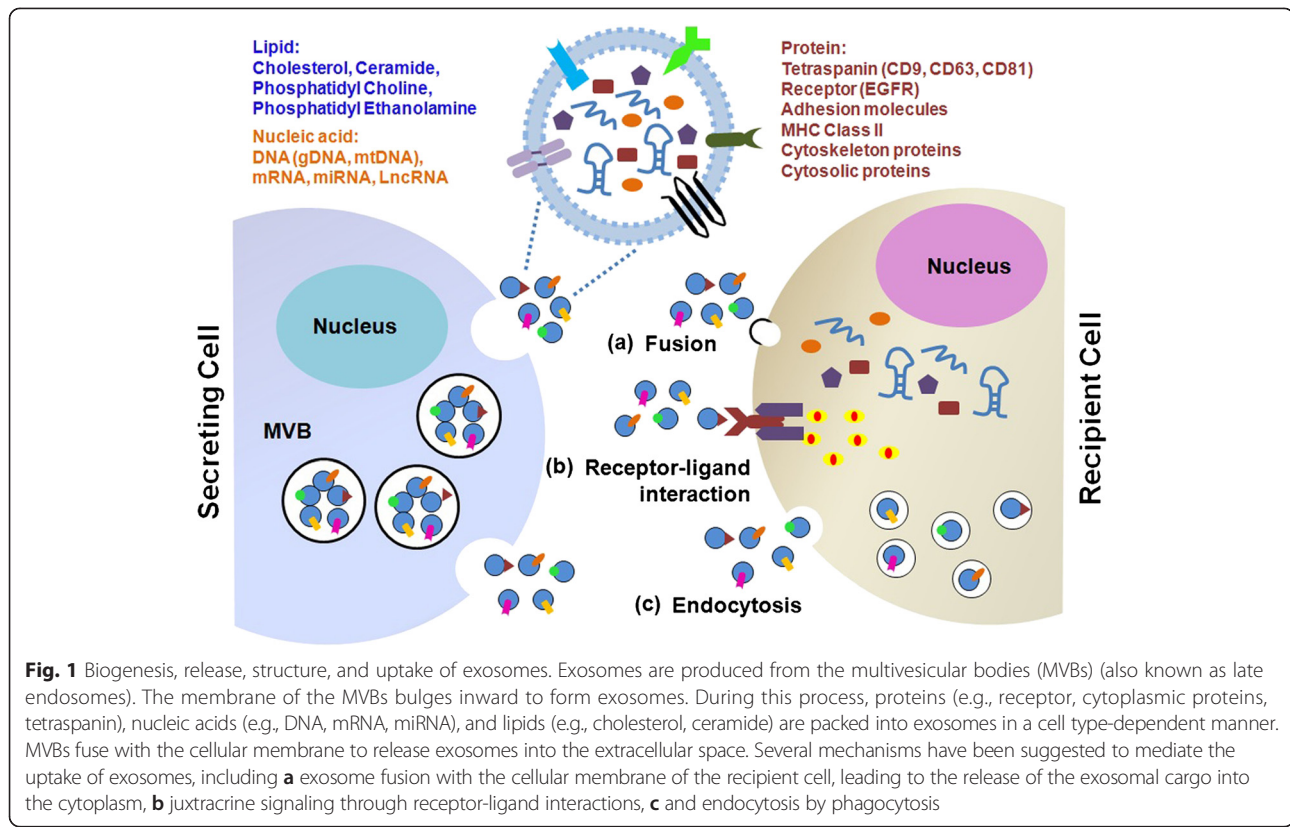 Lipid:
Cholesterol, Ceramide,
Phosphatidyl Choline,
Phosphatidyl Ethanolamine
Nucleic acid:
DNA (gDNA, mtDNA),
mRNA, miRNA, LncRNA
Protein:
Tetraspanin (CD9, CD63, CD81)
Receptor (EGFR)
Adhesion molecules
MHC Class II
Cytoskeleton proteins
Cytosolic proteins
Secreting Cell
Nucleus
MVB
(a) Fusion
(b) Receptor-ligand
interaction
(c) Endocytosis
Nucleus
Recipient Cell
Fig. 1 Biogenesis, release, structure, and uptake of exosomes. Exosomes are produced from the multivesicular bodies (MVBs) (also known as late
endosomes). The membrane of the MVBs bulges inward to form exosomes. During this process, proteins (e.g., receptor, cytoplasmic proteins,
tetraspanin), nucleic acids (e.g., DNA, mRNA, miRNA), and lipids (e.g., cholesterol, ceramide) are packed into exosomes in a cell type-dependent manner.
MVBs fuse with the cellular membrane to release exosomes into the extracellular space. Several mechanisms have been suggested to mediate the
uptake of exosomes, including a exosome fusion with the cellular membrane of the recipient cell, leading to the release of the exosomal cargo into
the cytoplasm, b juxtracrine signaling through receptor-ligand interactions, c and endocytosis by phagocytosis